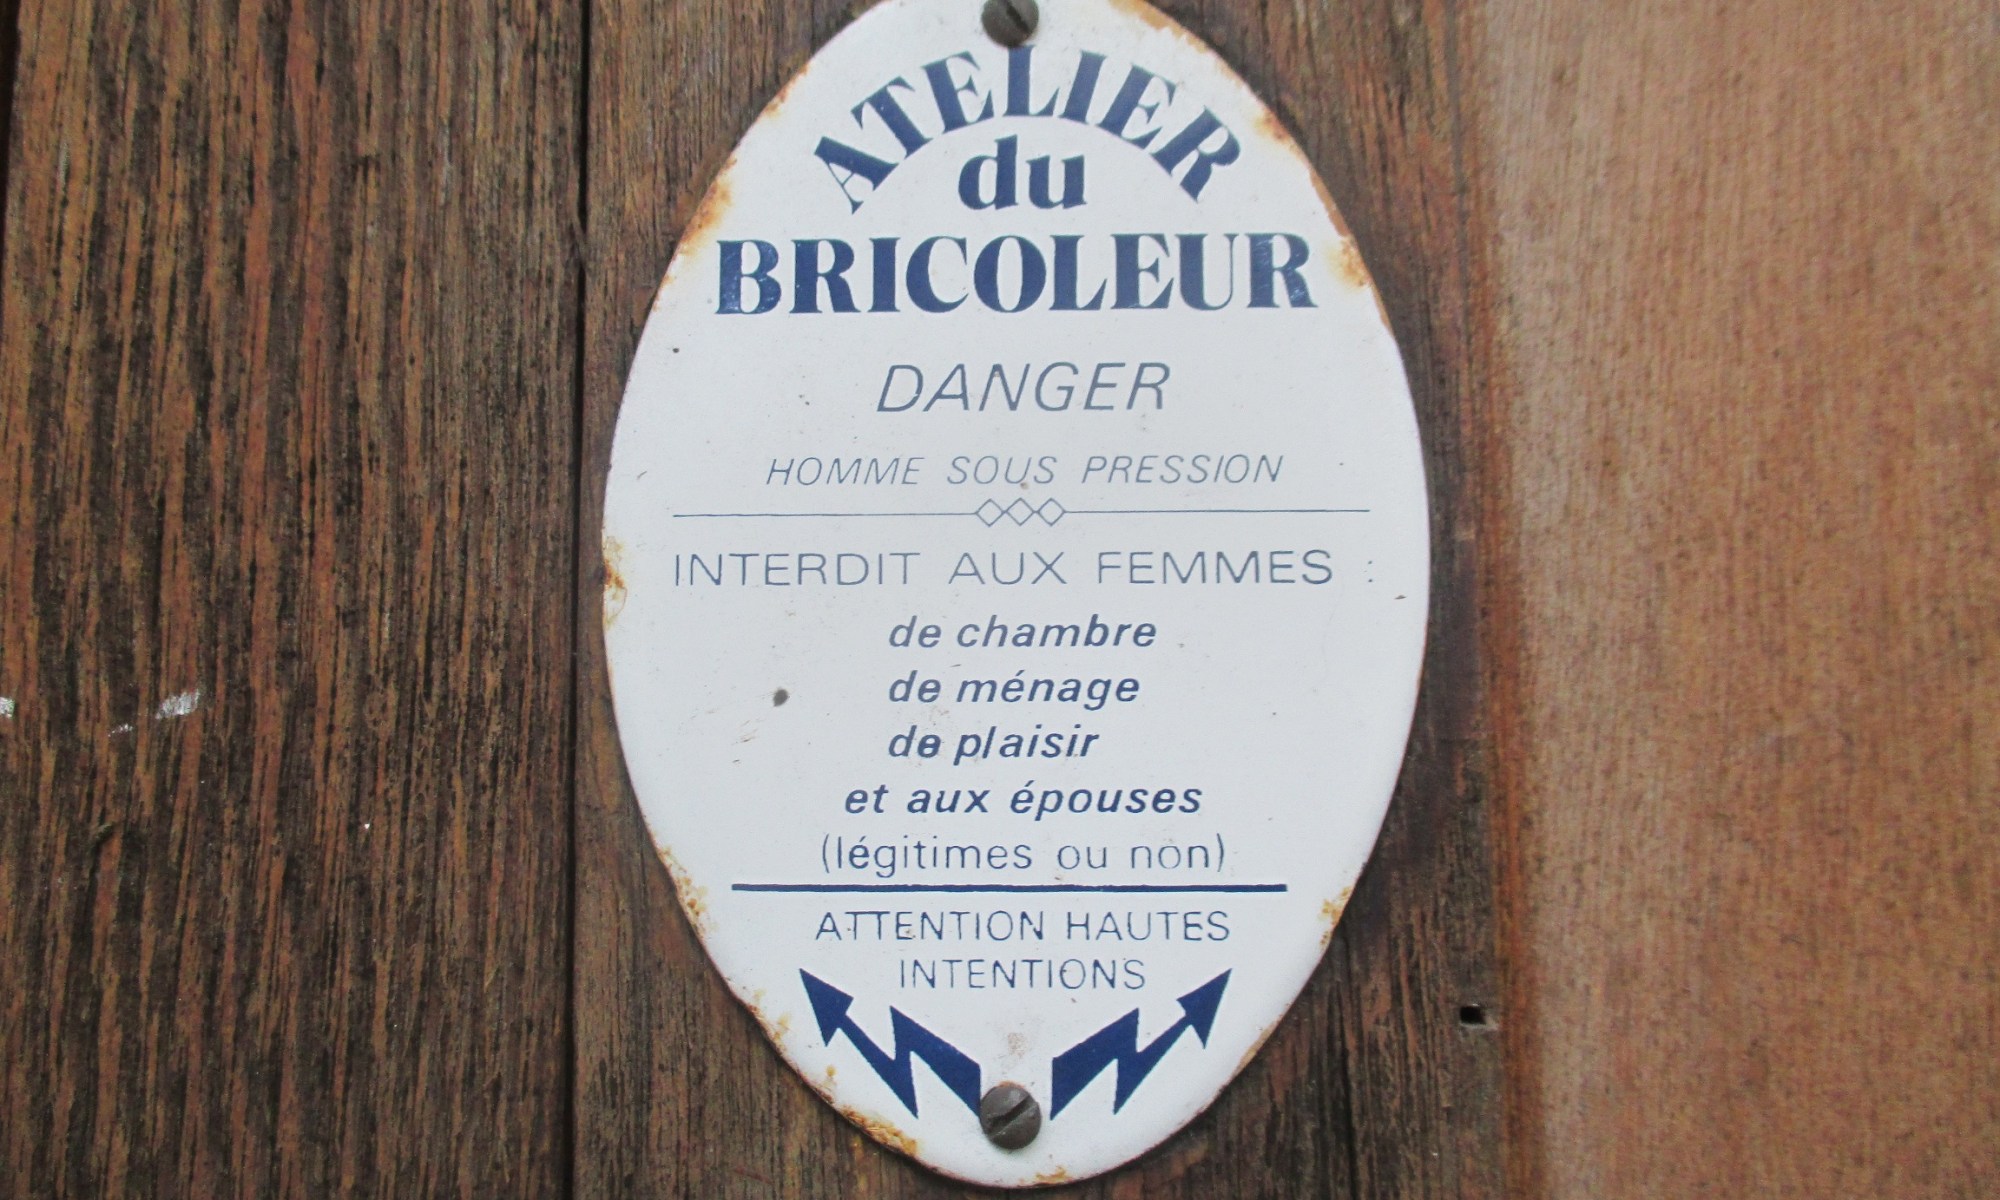 ATELIER
du
BRICOLEUR
DANGER
HOMME SOUS PRESSION
INTERDIT AUX FEMMES :
de chambre
de ménage
de plaisir
et aux épouses
(légitimes ou non)
ATTENTION HAUTES
INTENTIONS